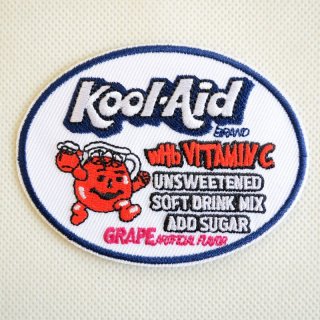 Kool-Aid
BRAND
WITH VITAMIN C
UNSWEETENED
SOFT DRINK MIX
ADD SUGAR
GRAPE ARTIFICIAL FLAVOR